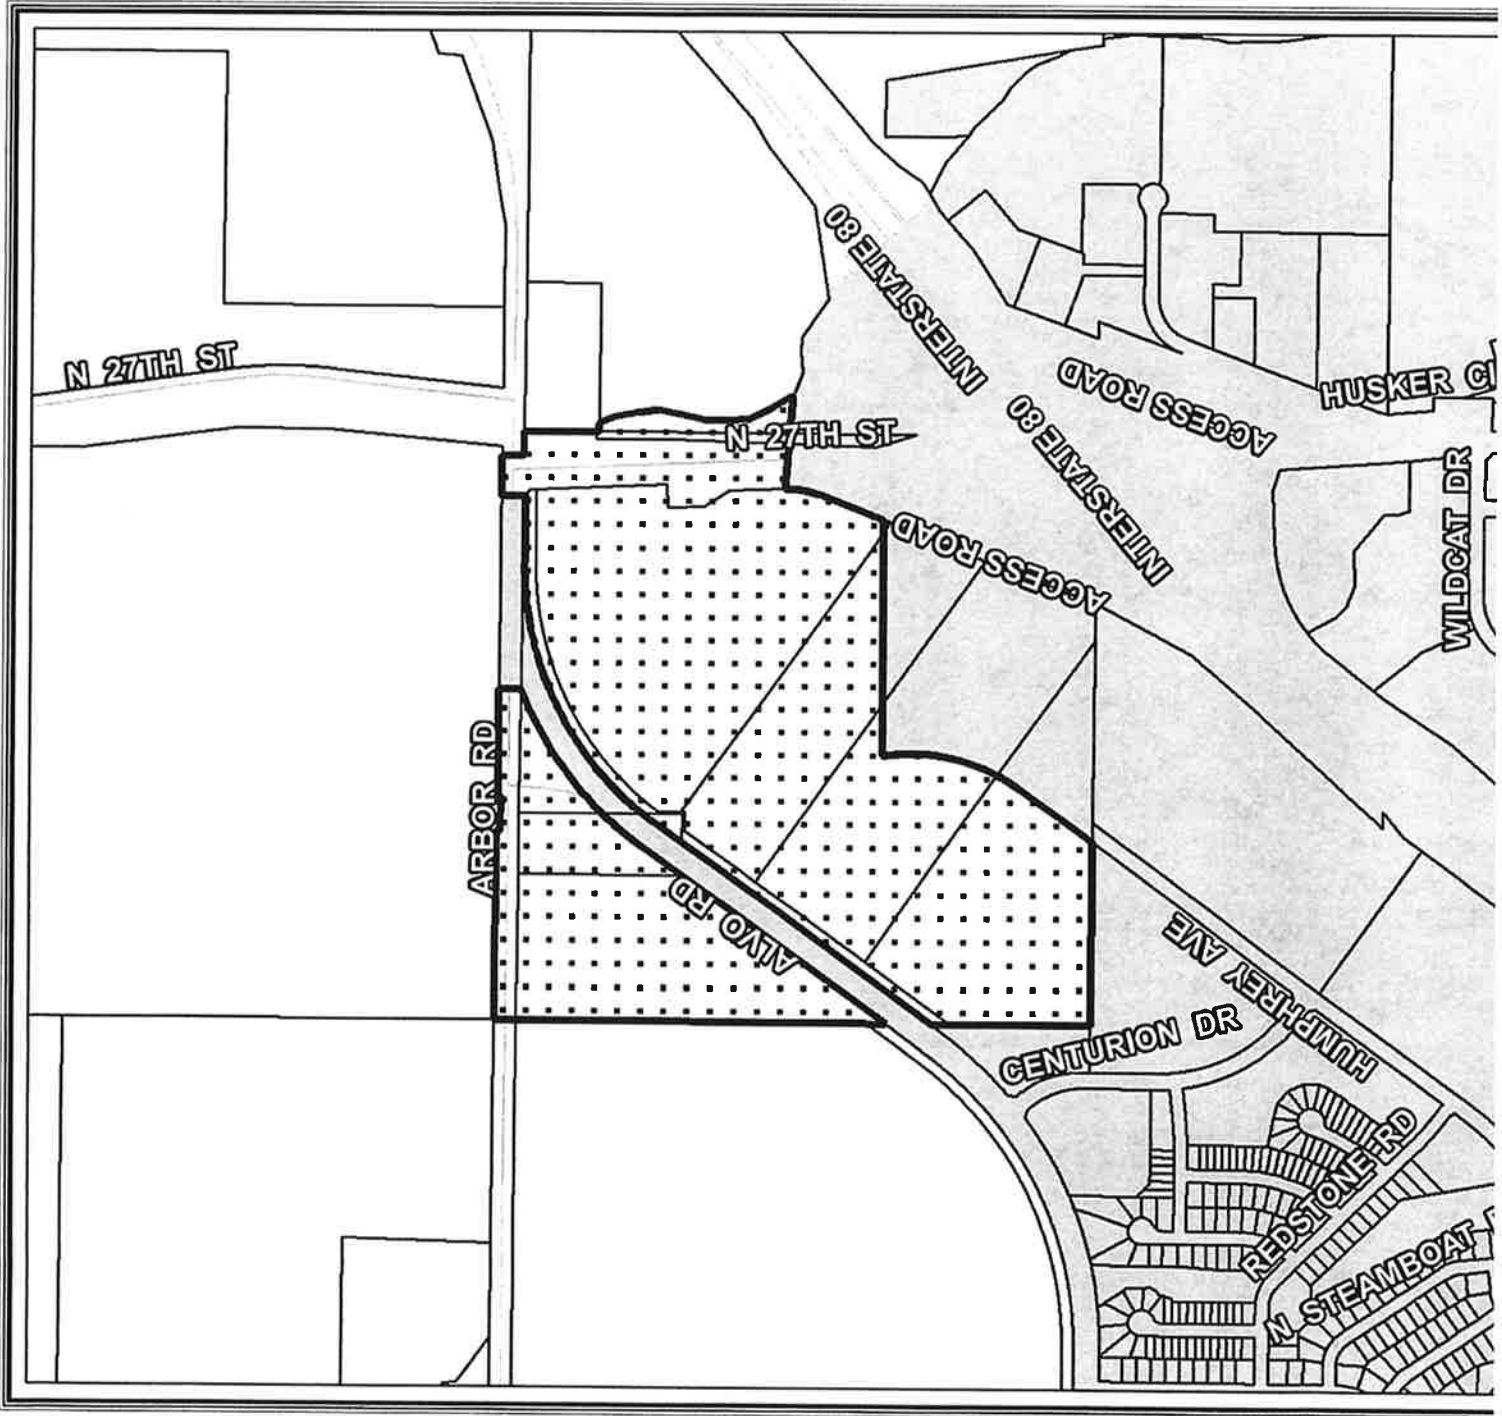 INTERSTATE 80
N 27TH ST
ACCESS ROAD
HUSKER
N 27TH ST
INTERSTATE 80
WILDCAT DR
ACCESS ROAD
ARBOR RD
ALVO RD
HUMPHREY AVE
CENTURION DR
REDSTONE RD
N STEAMBOAT